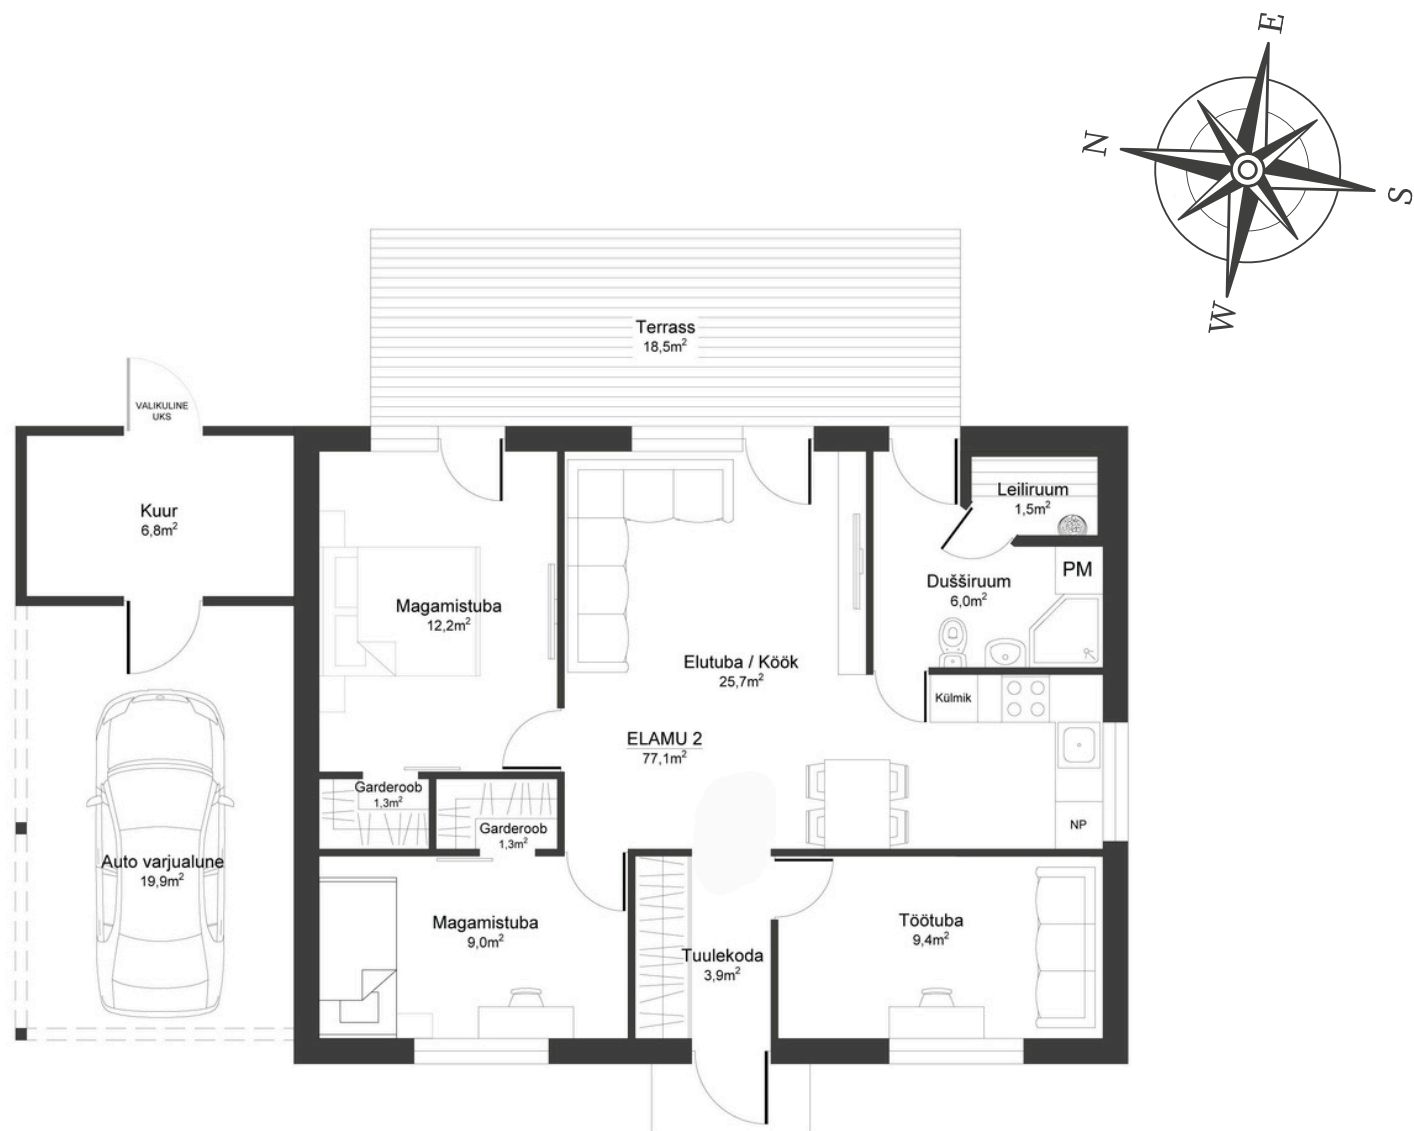 E
N
S
W
Terrass
18,5m²
VALIKULINE
UKS
Kuur
6,8m²
Leiliruum
1,5m²
PM
Dušširuum
6,0m²
Magamistuba
12,2m²
Elutuba / Köök
25,7m²
Külmik
ELAMU 2
77,1m²
Garderoob
1,3m²
Garderoob
1,3m²
NP
Auto varjualune
19,9m²
Magamistuba
9,0m²
Tuulekoda
3,9m²
Töötuba
9,4m²